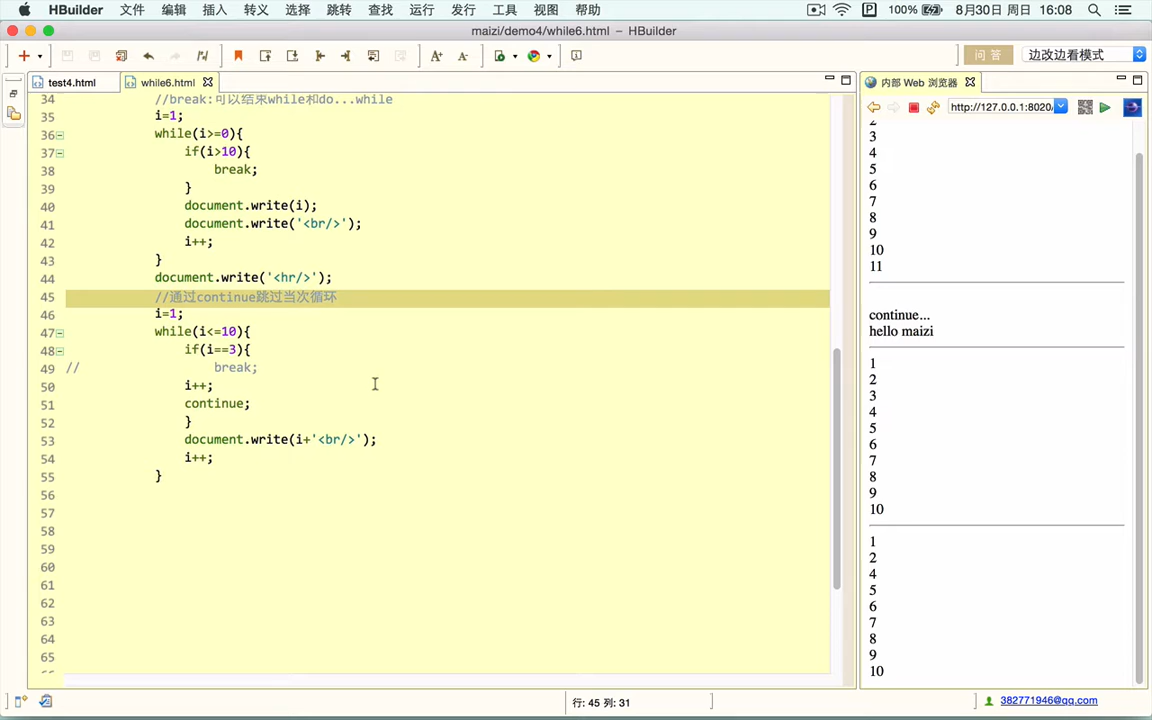 HBuilder 文件 编辑 插入 转义 选择 跳转 查找 运行 发行 工具 视图 帮助 100% 8月30日 周日 16:08
maizi/demo4/while6.html – HBuilder
问 答 边改边看模式
test4.html while6.html 内部 Web 浏览器
http://127.0.0.1:8020/
34 //break:可以结束while和do...while
35 i=1;
36 while(i>=0){
37 if(i>10){
38 break;
39 }
40 document.write(i);
41 document.write('<br/>');
42 i++;
43 }
44 document.write('<hr/>');
45 //通过continue跳过当次循环
46 i=1;
47 while(i<=10){
48 if(i==3){
49 // break;
50 i++;
51 continue;
52 }
53 document.write(i+'<br/>');
54 i++;
55 }
56
57
58
59
60
61
62
63
64
65
2
3
4
5
6
7
8
9
10
11
continue...
hello maizi
1
2
3
4
5
6
7
8
9
10
1
2
4
5
6
7
8
9
10
行: 45 列: 31
382771946@qq.com